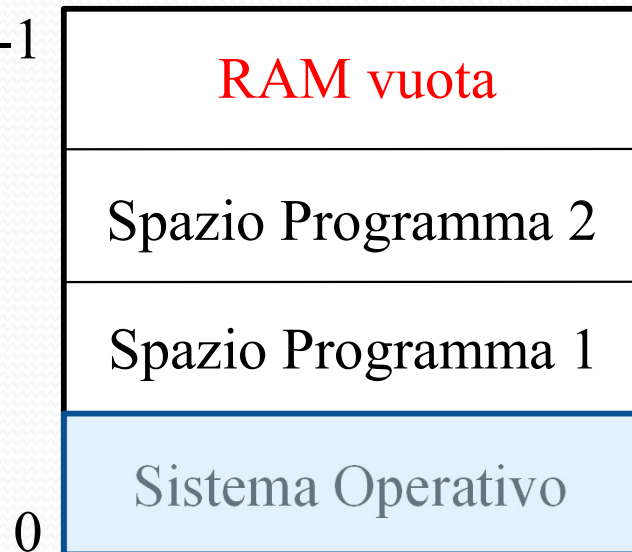 -1
RAM vuota
Spazio Programma 2
Spazio Programma 1
Sistema Operativo
0